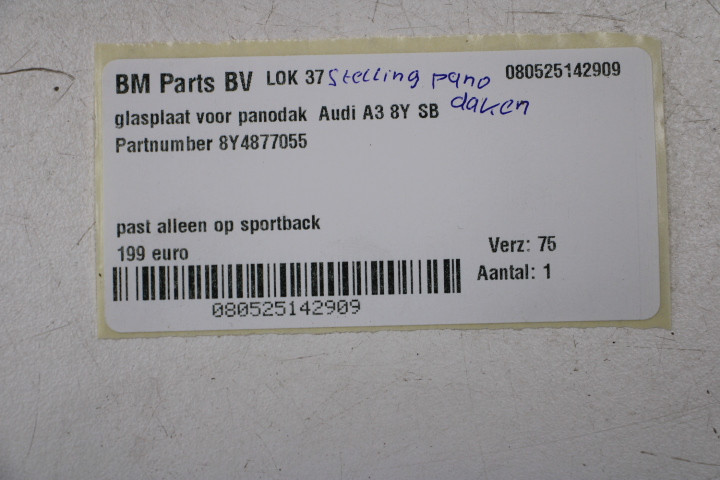 BM Parts BV LOK 37 Stelling pano daken 080525142909
glasplaat voor panodak Audi A3 8Y SB
Partnumber 8Y4877055
past alleen op sportback
199 euro
Verz: 75
Aantal: 1
080525142909